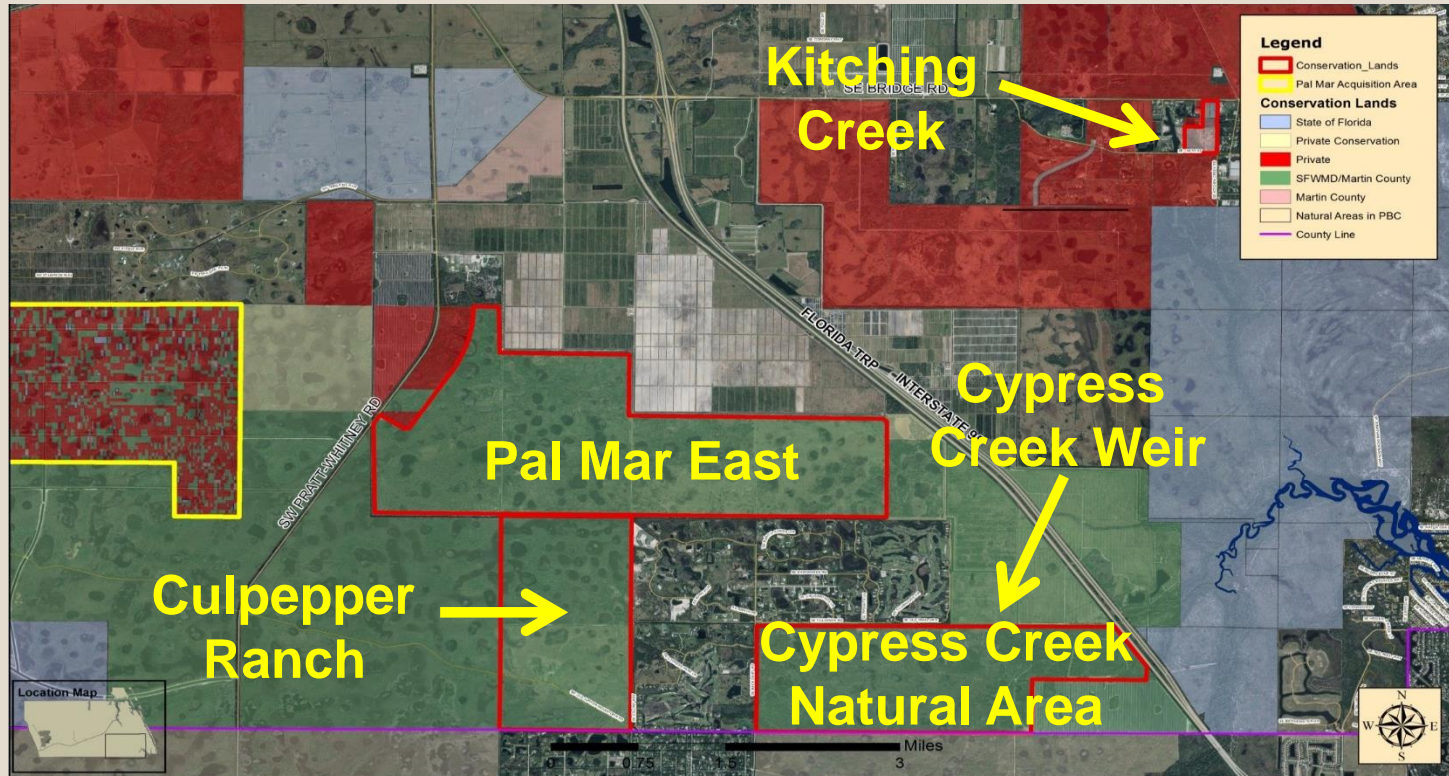 Kitching
Creek
SE BRIDGE RD
Legend
Conservation_Lands
Pal Mar Acquisition Area
Conservation Lands
State of Florida
Private Conservation
Private
SFWMD/Martin County
Martin County
Natural Areas in PBC
County Line
FLORIDA TRP
INTERSTATE 95
SW PRATT-WHITNEY RD
Pal Mar East
Cypress
Creek Weir
Culpepper
Ranch
Cypress Creek
Natural Area
Location Map
N
W E
S
Miles
0 0.75 1.5 3